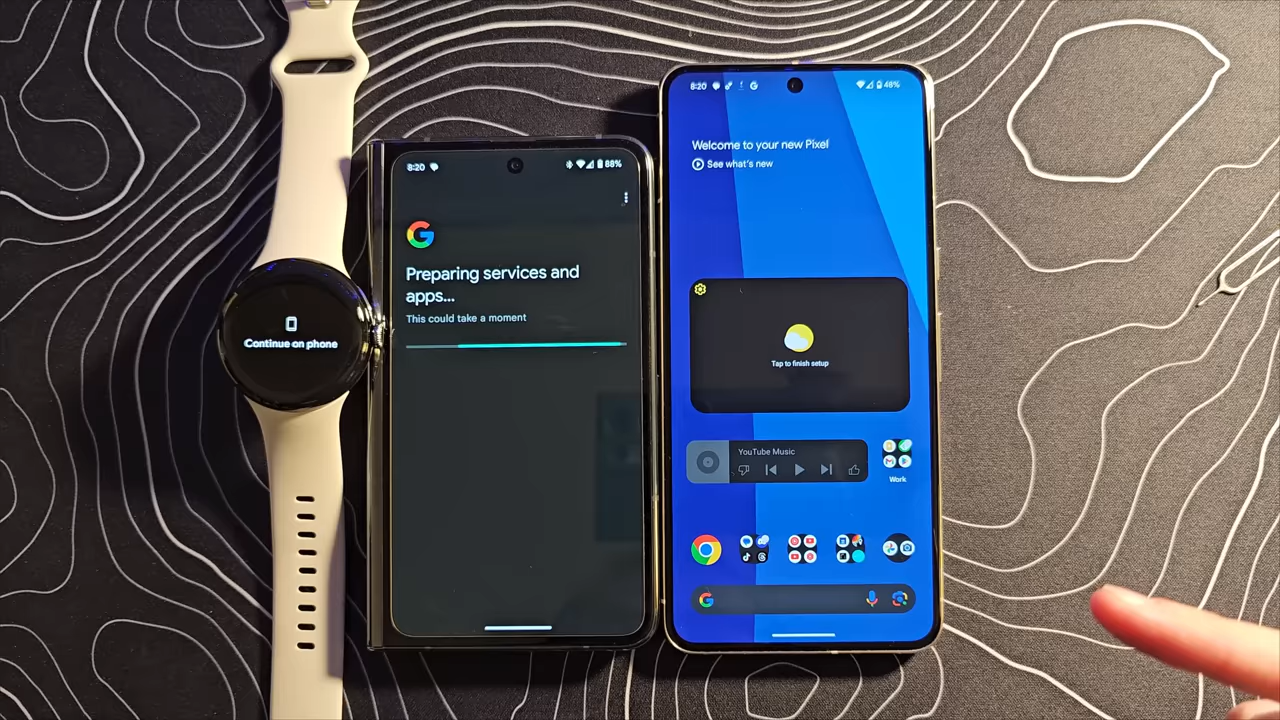 Continue on phone
8:20
88%
Preparing services and
apps...
This could take a moment
8:20
48%
Welcome to your new Pixel
See what's new
Tap to finish setup
YouTube Music
Work